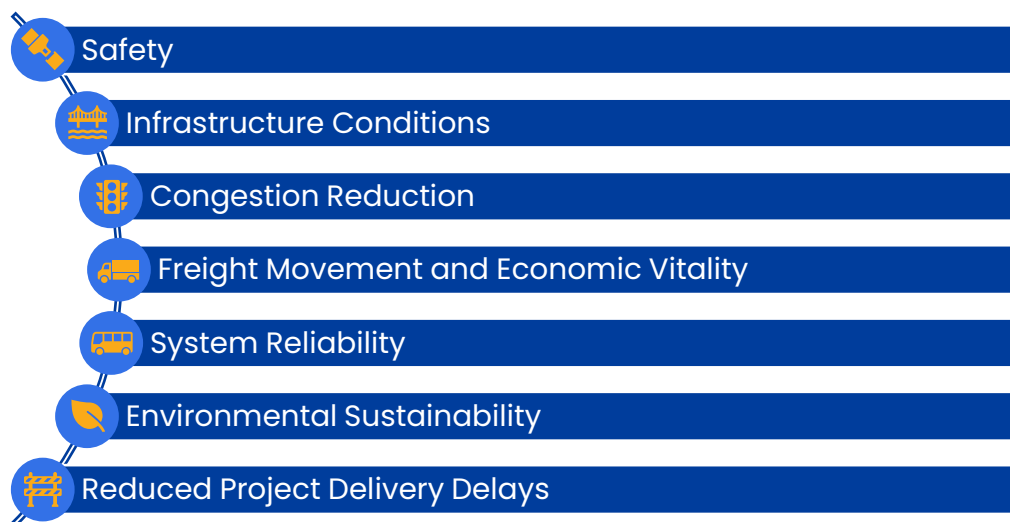 Safety
Infrastructure Conditions
Congestion Reduction
Freight Movement and Economic Vitality
System Reliability
Environmental Sustainability
Reduced Project Delivery Delays